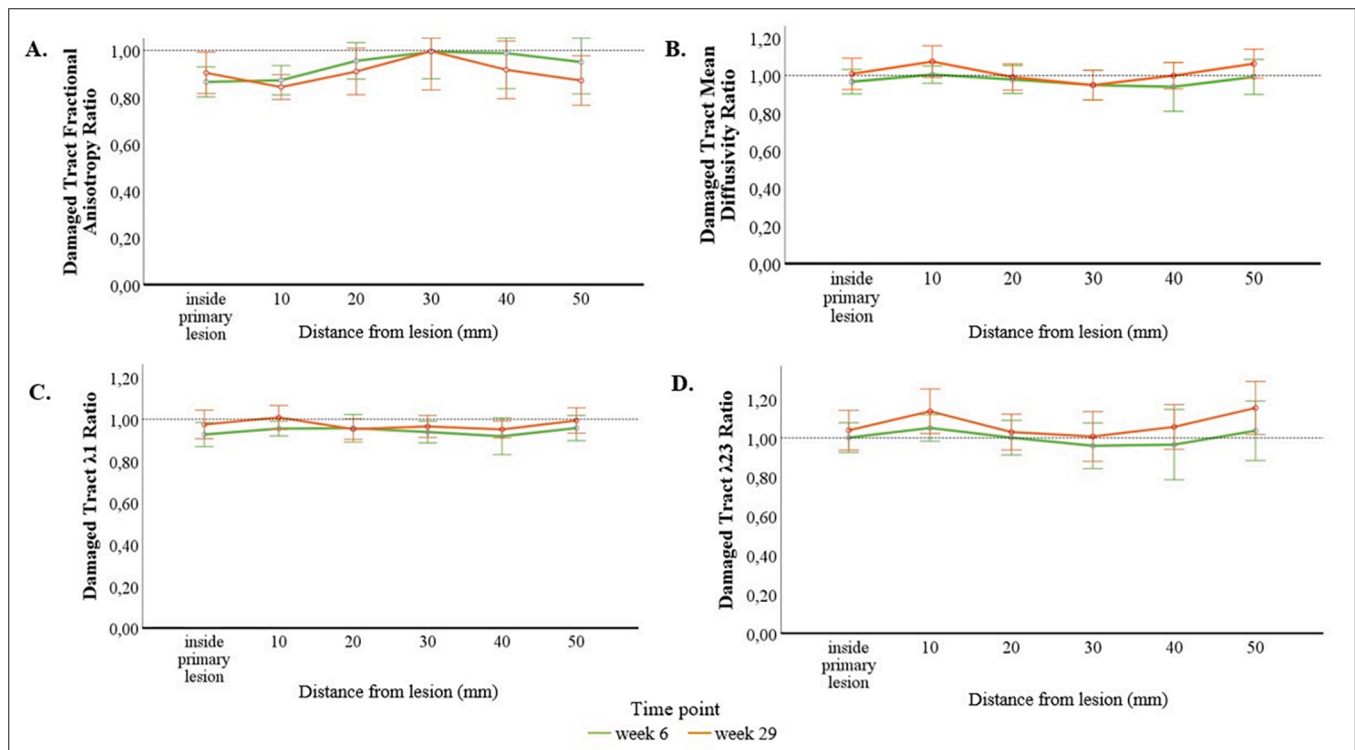 A.
Damaged Tract Fractional
Anisotropy Ratio
1,00
0,80
0,60
0,40
0,20
0,00
inside
primary
lesion
10
20
30
40
50
Distance from lesion (mm)
B.
Damaged Tract Mean
Diffusivity Ratio
1,20
1,00
0,80
0,60
0,40
0,20
0,00
inside
primary
lesion
10
20
30
40
50
Distance from lesion (mm)
C.
Damaged Tract λ1 Ratio
1,20
1,00
0,80
0,60
0,40
0,20
0,00
inside
primary
lesion
10
20
30
40
50
Distance from lesion (mm)
D.
Damaged Tract λ23 Ratio
1,20
1,00
0,80
0,60
0,40
0,20
0,00
inside
primary
lesion
10
20
30
40
50
Distance from lesion (mm)
Time point
week 6
week 29